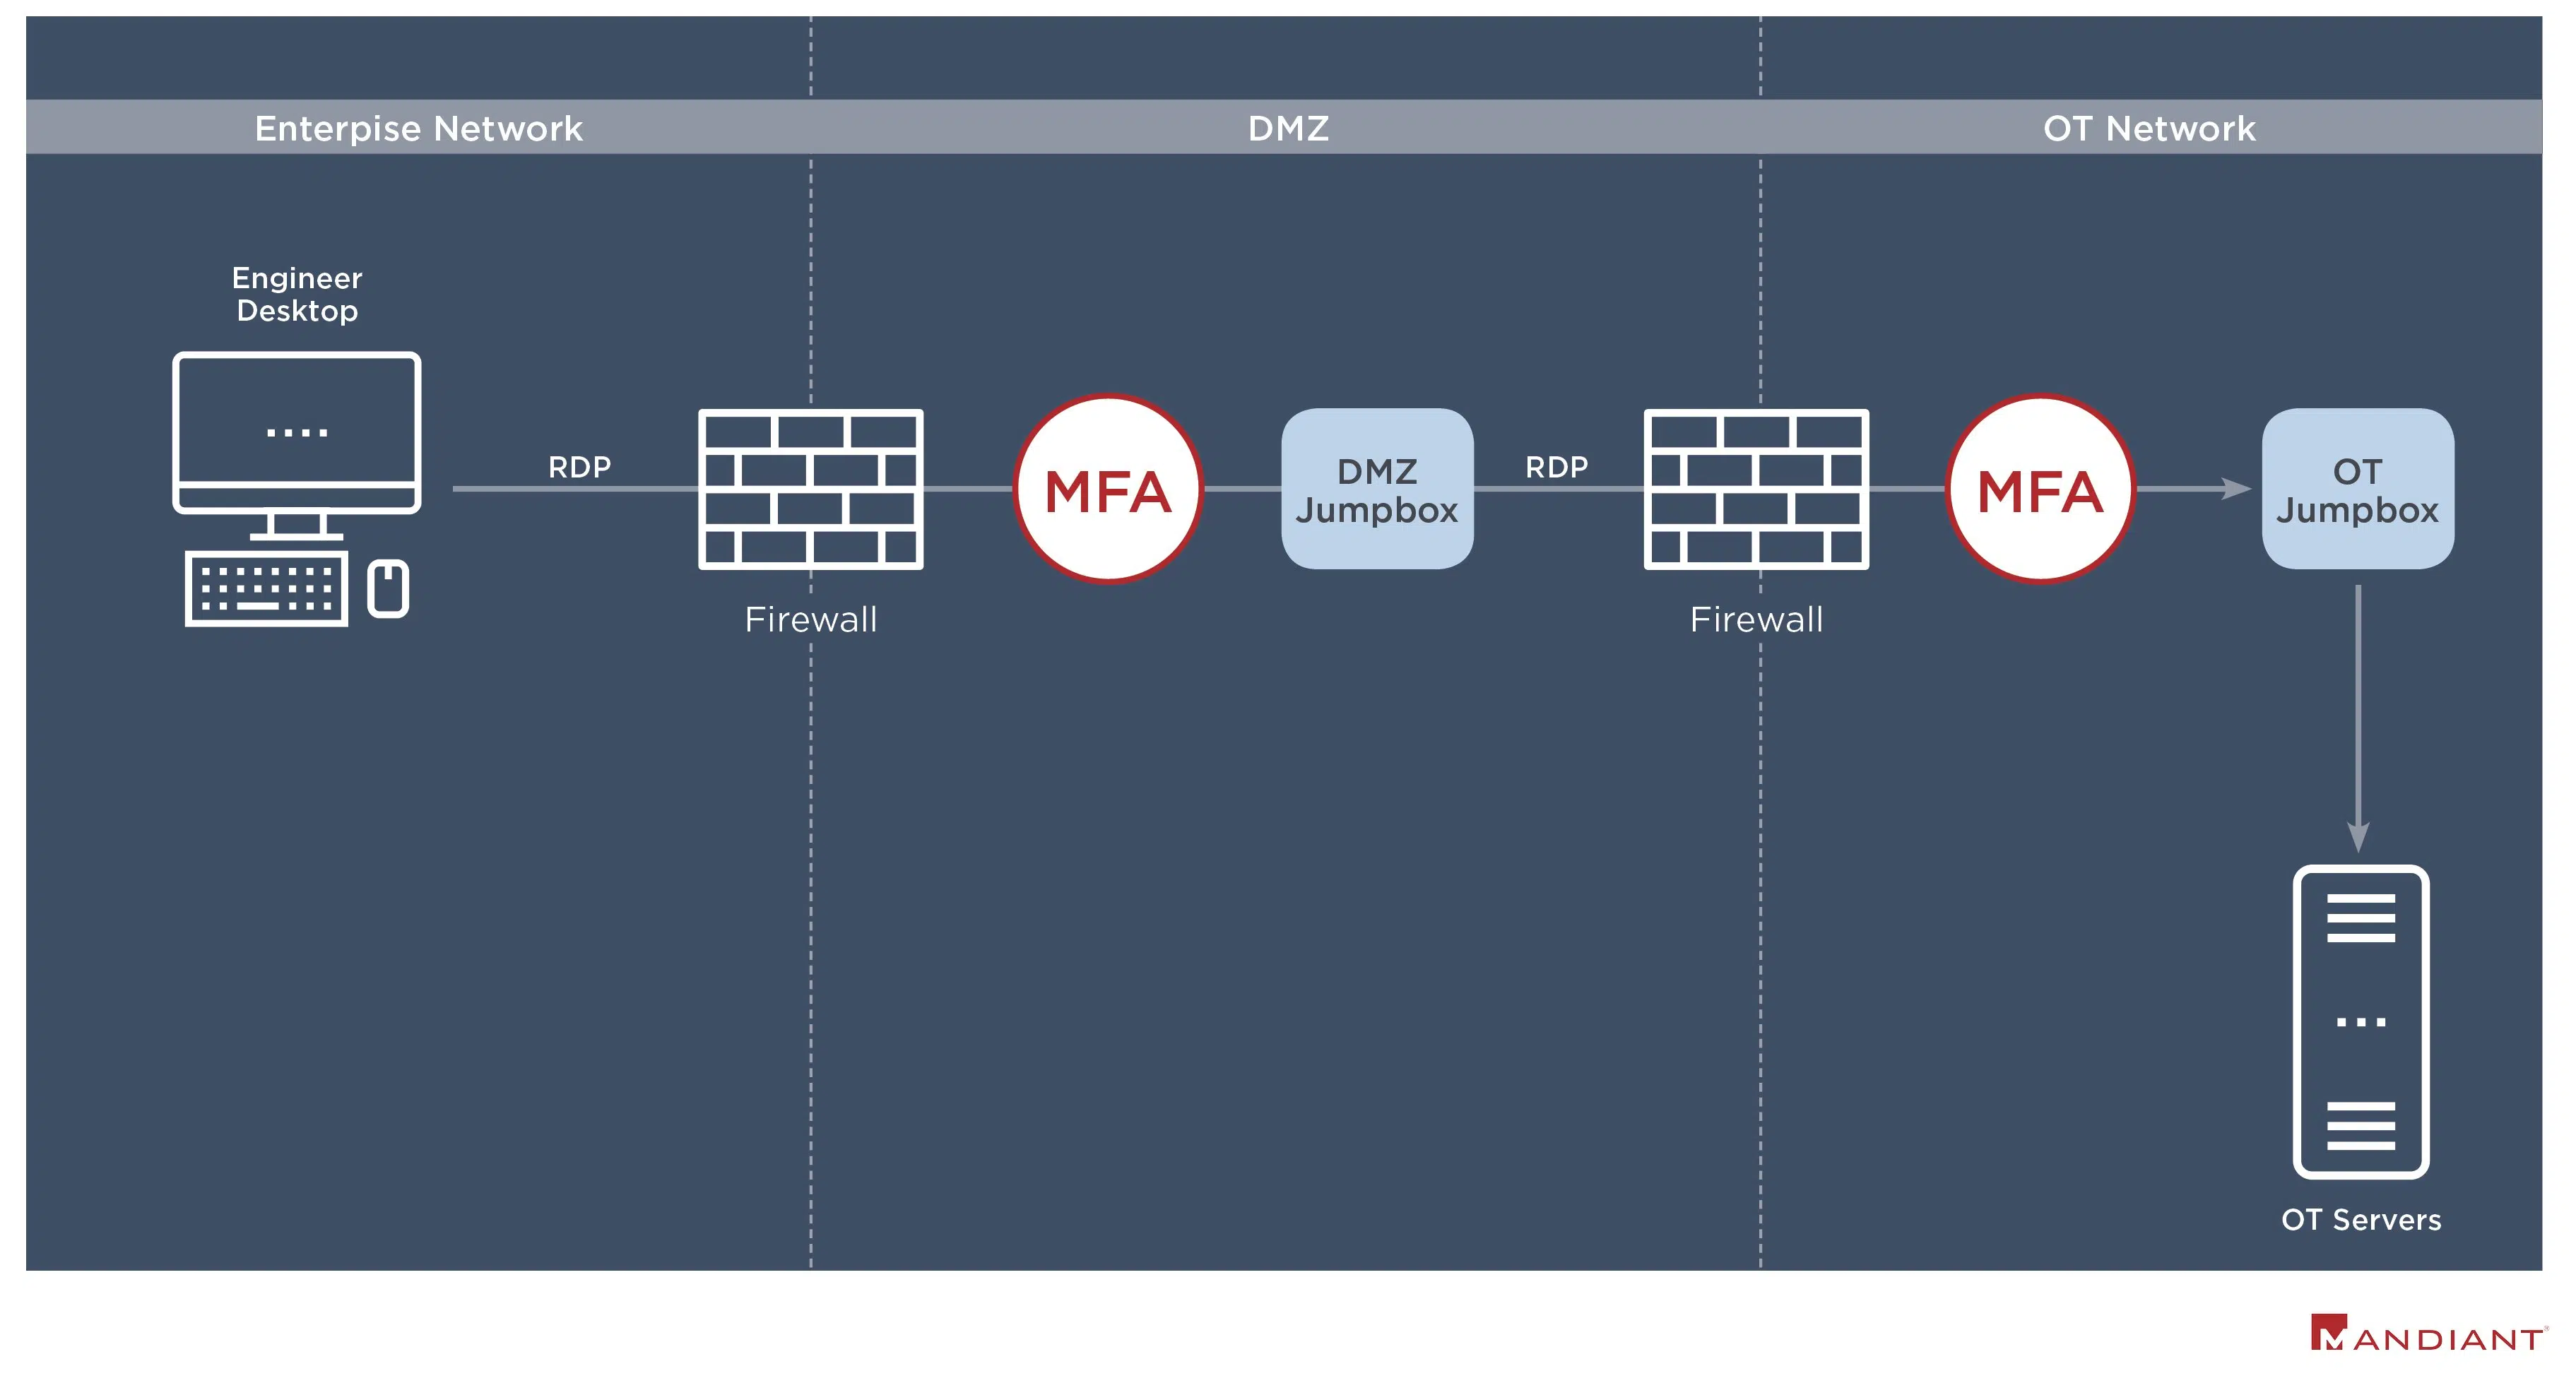 Enterpise Network
DMZ
OT Network
Engineer
Desktop
RDP
Firewall
MFA
DMZ
Jumpbox
RDP
Firewall
MFA
OT
Jumpbox
OT Servers
MANDIANT®